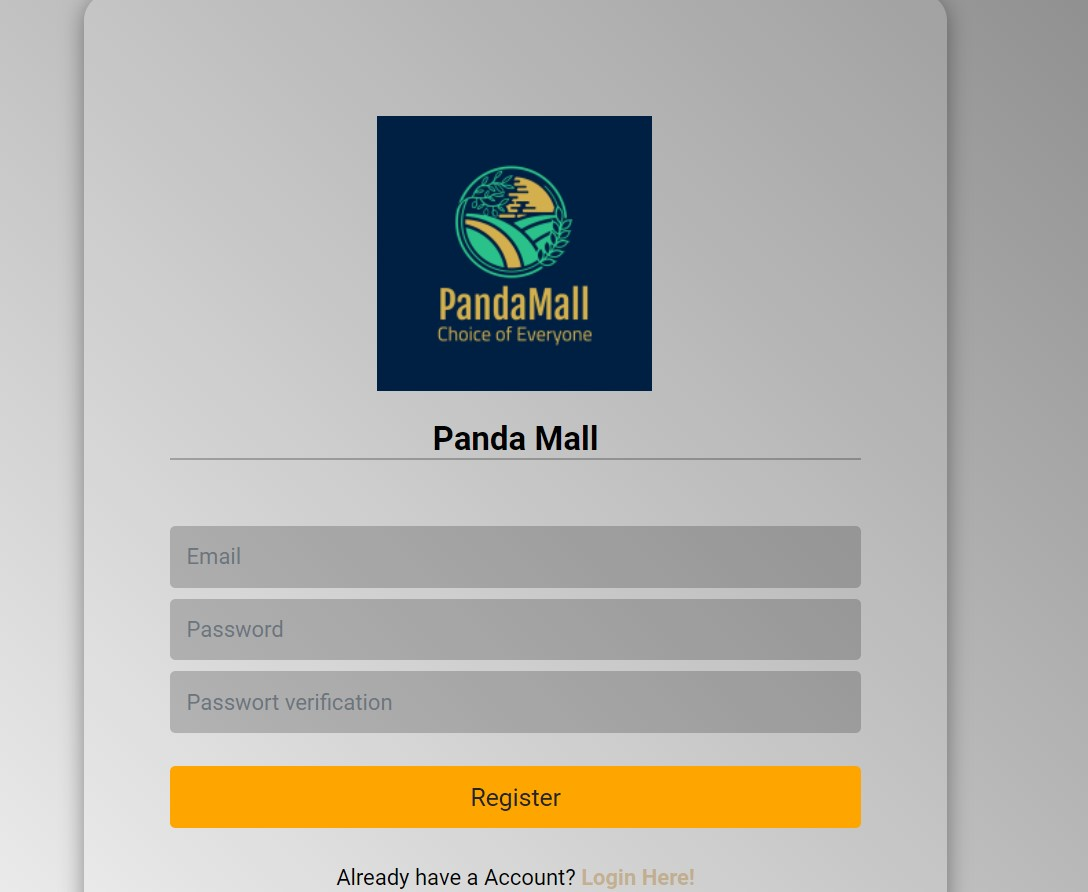 PandaMall
Choice of Everyone
Panda Mall
Email
Password
Passwort verification
Register
Already have a Account? Login Here!